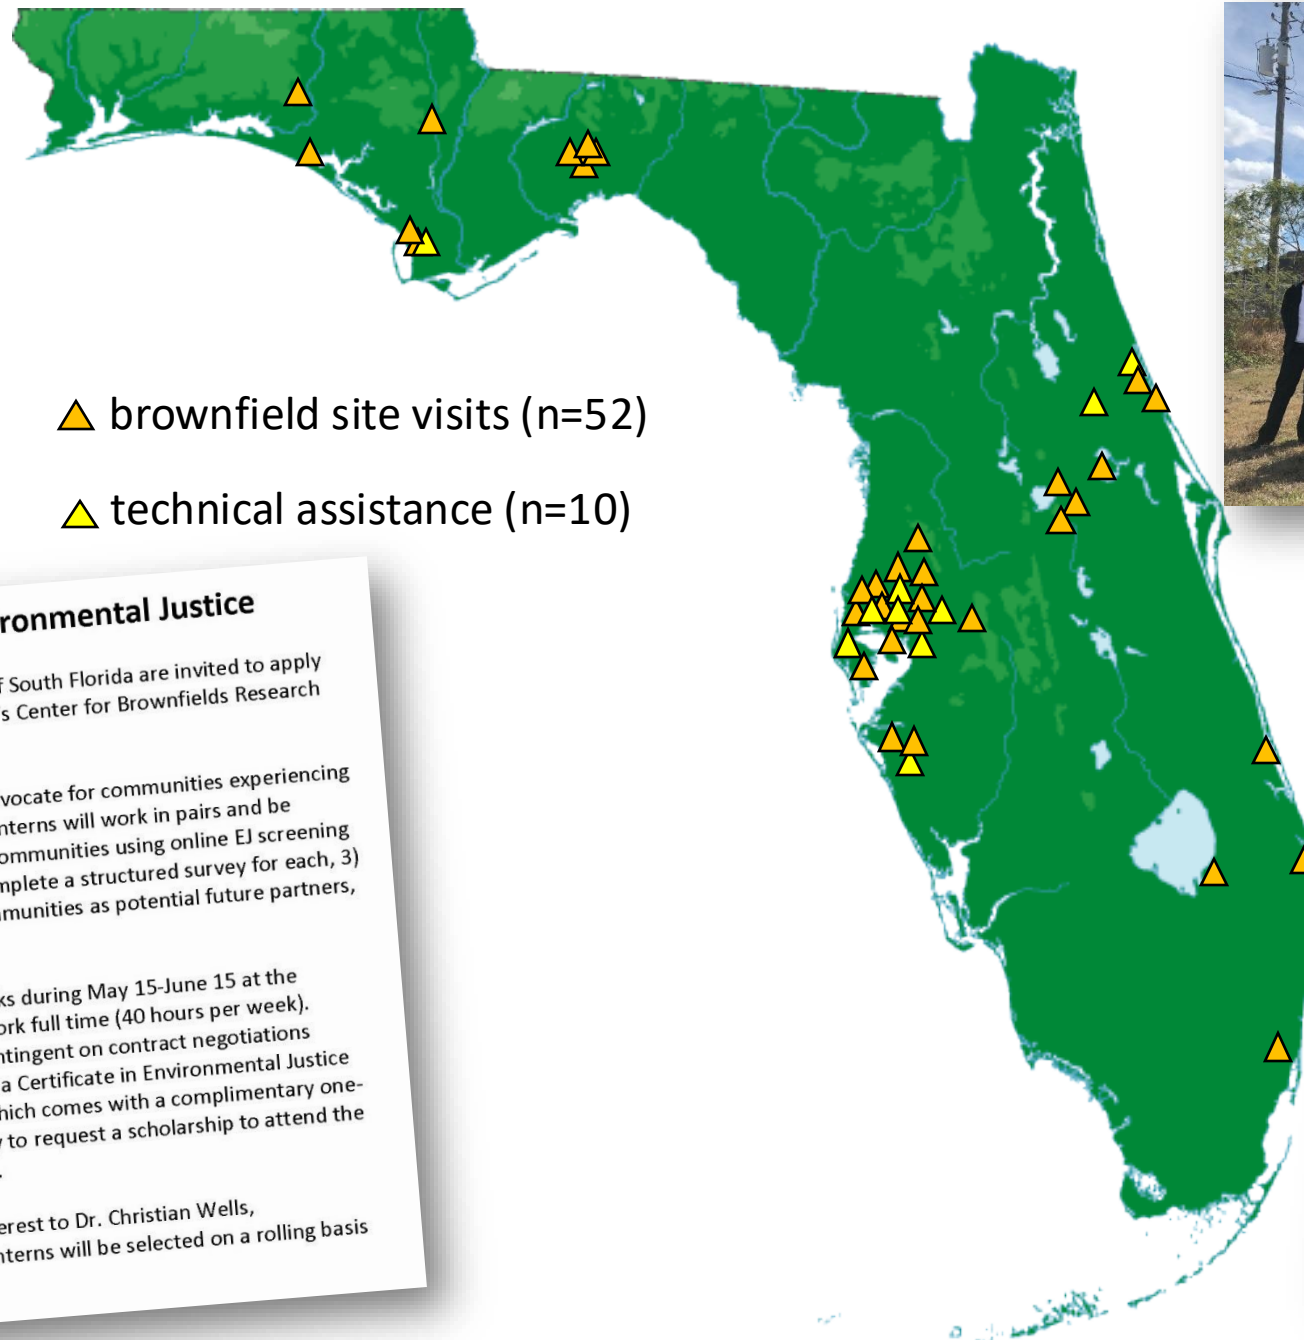 brownfield site visits (n=52)
technical assistance (n=10)
ronmental Justice
South Florida are invited to apply
s Center for Brownfields Research
vocate for communities experiencing
nterns will work in pairs and be
ommunities using online EJ screening
mplete a structured survey for each, 3)
munities as potential future partners,
ks during May 15-June 15 at the
ork full time (40 hours per week).
ntingent on contract negotiations
a Certificate in Environmental Justice
hich comes with a complimentary one-
to request a scholarship to attend the
erest to Dr. Christian Wells,
nterns will be selected on a rolling basis